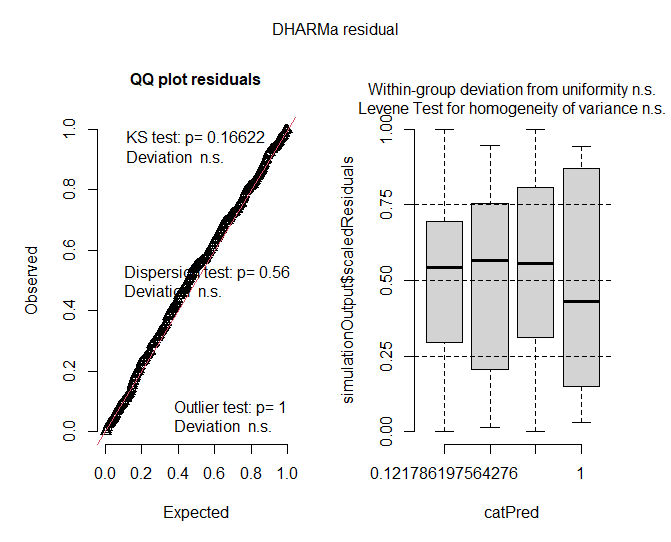 DHARMa residual
QQ plot residuals
KS test: p= 0.16622
Deviation n.s.
Dispersion test: p= 0.56
Deviation n.s.
Outlier test: p= 1
Deviation n.s.
Observed
0.0 0.2 0.4 0.6 0.8 1.0
0.0 0.2 0.4 0.6 0.8 1.0
Expected
Within-group deviation from uniformity n.s.
Levene Test for homogeneity of variance n.s.
simulationOutput$scaledResiduals
0.00 0.25 0.50 0.75 1.00
0.121786197564276 1
catPred